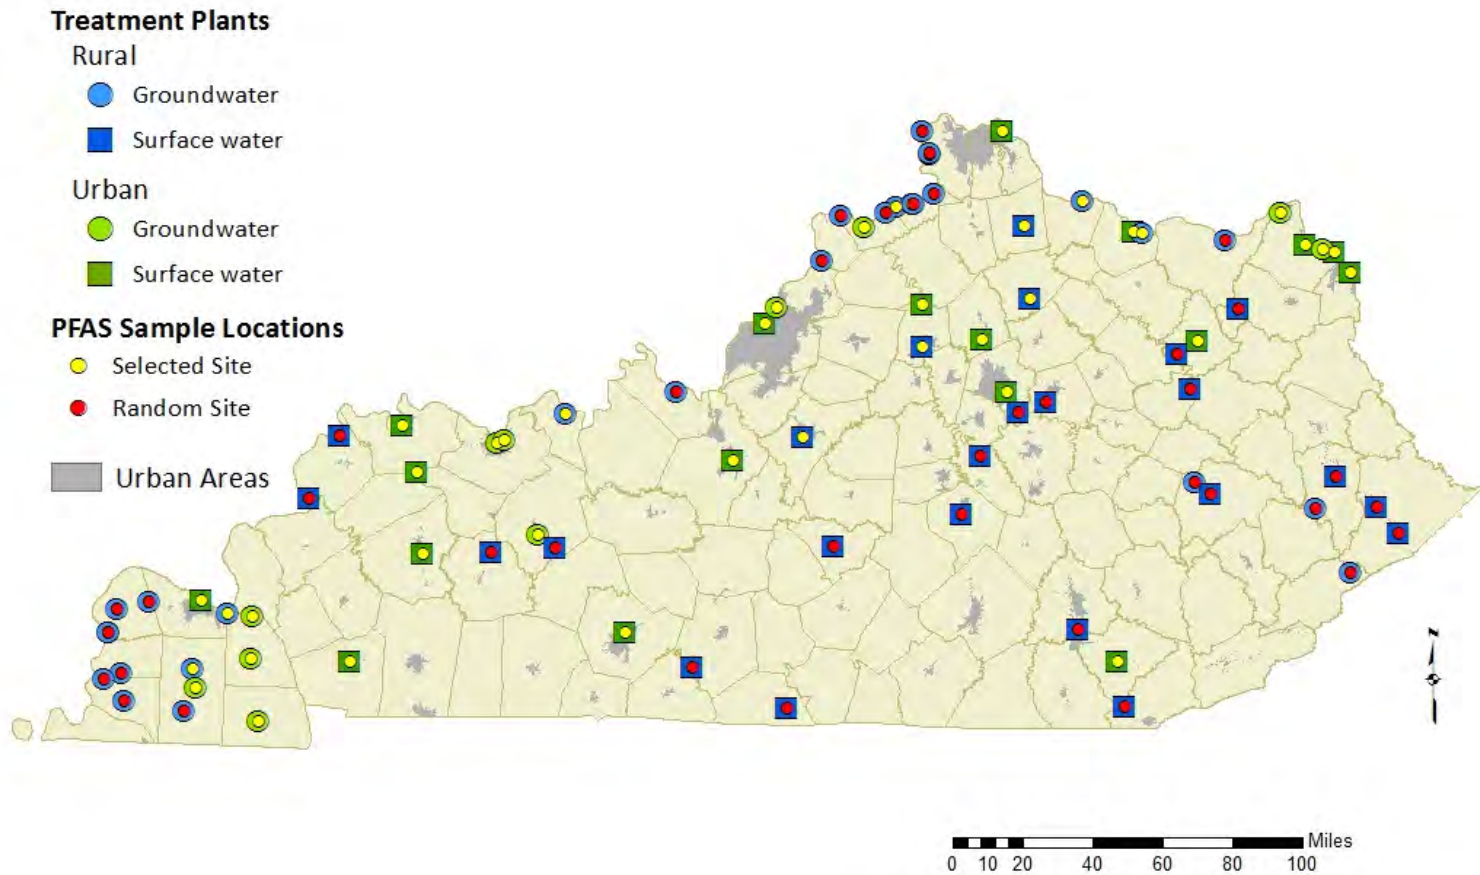 Treatment Plants
Rural
Groundwater
Surface water
Urban
Groundwater
Surface water
PFAS Sample Locations
Selected Site
Random Site
Urban Areas
N
Miles
0 10 20 40 60 80 100